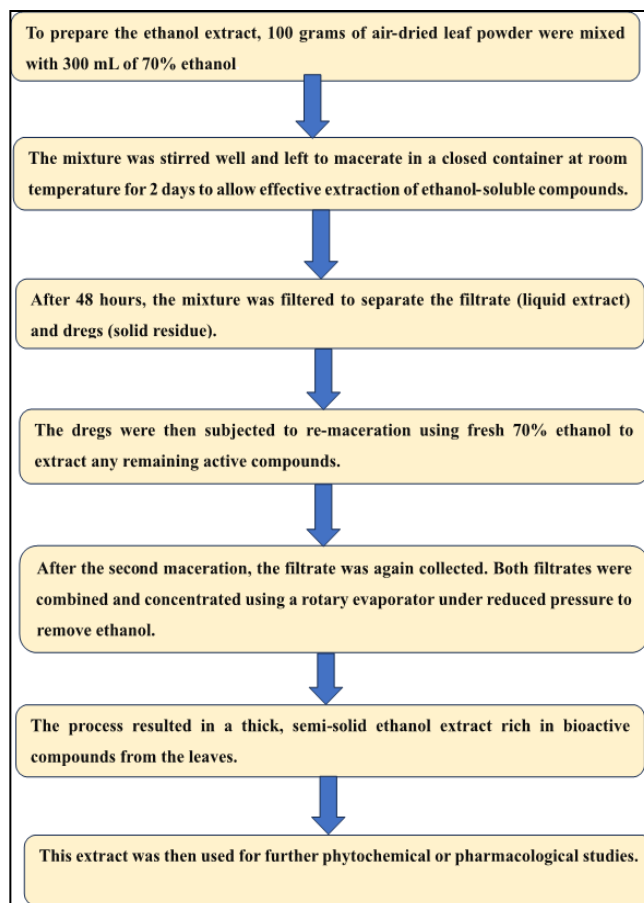 To prepare the ethanol extract, 100 grams of air-dried leaf powder were mixed
with 300 mL of 70% ethanol
The mixture was stirred well and left to macerate in a closed container at room
temperature for 2 days to allow effective extraction of ethanol-soluble compounds.
After 48 hours, the mixture was filtered to separate the filtrate (liquid extract)
and dregs (solid residue).
The dregs were then subjected to re-maceration using fresh 70% ethanol to
extract any remaining active compounds.
After the second maceration, the filtrate was again collected. Both filtrates were
combined and concentrated using a rotary evaporator under reduced pressure to
remove ethanol.
The process resulted in a thick, semi-solid ethanol extract rich in bioactive
compounds from the leaves.
This extract was then used for further phytochemical or pharmacological studies.